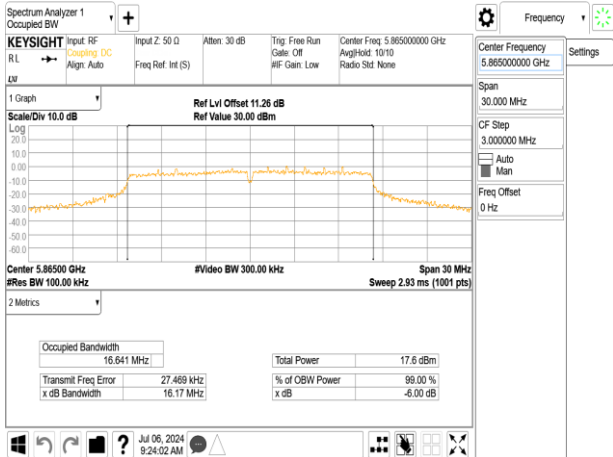 Spectrum Analyzer 1
Occupied BW
KEYSIGHT
RL
LXI
Input: RF
Coupling: DC
Align: Auto
Input Z: 50 Ω
Freq Ref: Int (S)
Atten: 30 dB
Trig: Free Run
Gate: Off
#IF Gain: Low
Center Freq: 5.865000000 GHz
Avg|Hold: 10/10
Radio Std: None
1 Graph
Scale/Div 10.0 dB
Ref Lvl Offset 11.26 dB
Ref Value 30.00 dBm
Log
20.0
10.0
0.00
-10.0
-20.0
-30.0
-40.0
-50.0
-60.0
Center 5.86500 GHz
#Res BW 100.00 kHz
#Video BW 300.00 kHz
Span 30 MHz
Sweep 2.93 ms (1001 pts)
2 Metrics
Occupied Bandwidth
16.641 MHz
Transmit Freq Error 27.469 kHz
x dB Bandwidth 16.17 MHz
Total Power 17.6 dBm
% of OBW Power 99.00 %
x dB -6.00 dB
?
Jul 06, 2024
9:24:02 AM
Frequency
Center Frequency
5.865000000 GHz
Span
30.000 MHz
CF Step
3.000000 MHz
Auto
Man
Freq Offset
0 Hz
Settings